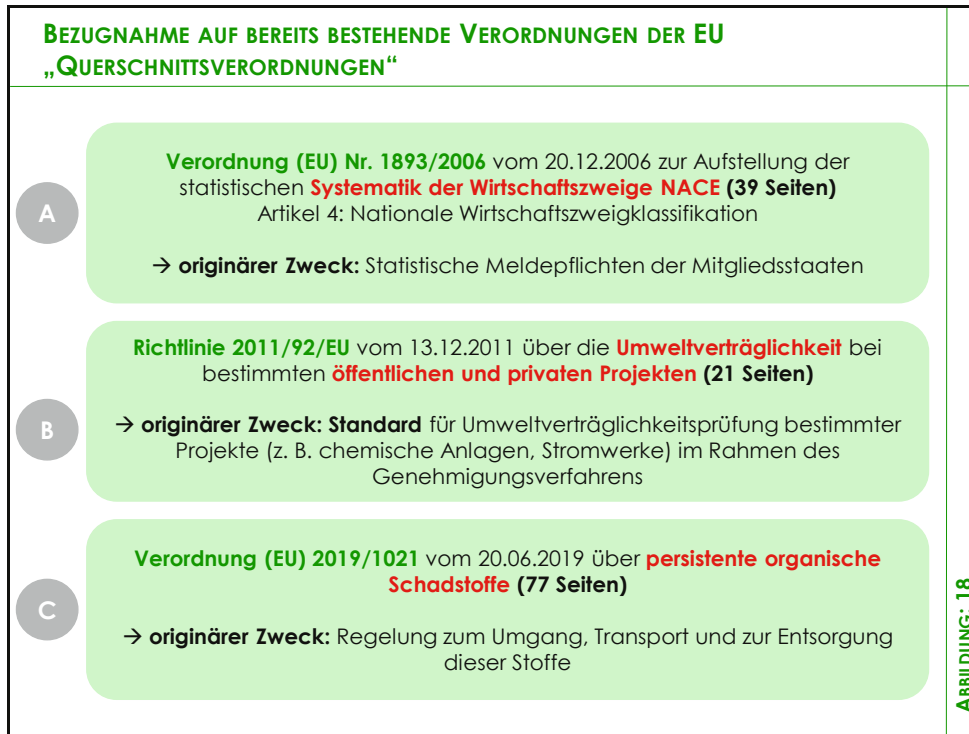 BEZUGNAHME AUF BEREITS BESTEHENDE VERORDNUNGEN DER EU
„QUERSCHNITTSVERORDNUNGEN“
A
Verordnung (EU) Nr. 1893/2006 vom 20.12.2006 zur Aufstellung der
statistischen Systematik der Wirtschaftszweige NACE (39 Seiten)
Artikel 4: Nationale Wirtschaftszweigklassifikation
→ originärer Zweck: Statistische Meldepflichten der Mitgliedsstaaten
B
Richtlinie 2011/92/EU vom 13.12.2011 über die Umweltverträglichkeit bei
bestimmten öffentlichen und privaten Projekten (21 Seiten)
→ originärer Zweck: Standard für Umweltverträglichkeitsprüfung bestimmter
Projekte (z. B. chemische Anlagen, Stromwerke) im Rahmen des
Genehmigungsverfahrens
C
Verordnung (EU) 2019/1021 vom 20.06.2019 über persistente organische
Schadstoffe (77 Seiten)
→ originärer Zweck: Regelung zum Umgang, Transport und zur Entsorgung
dieser Stoffe
ABBILDUNG: 18